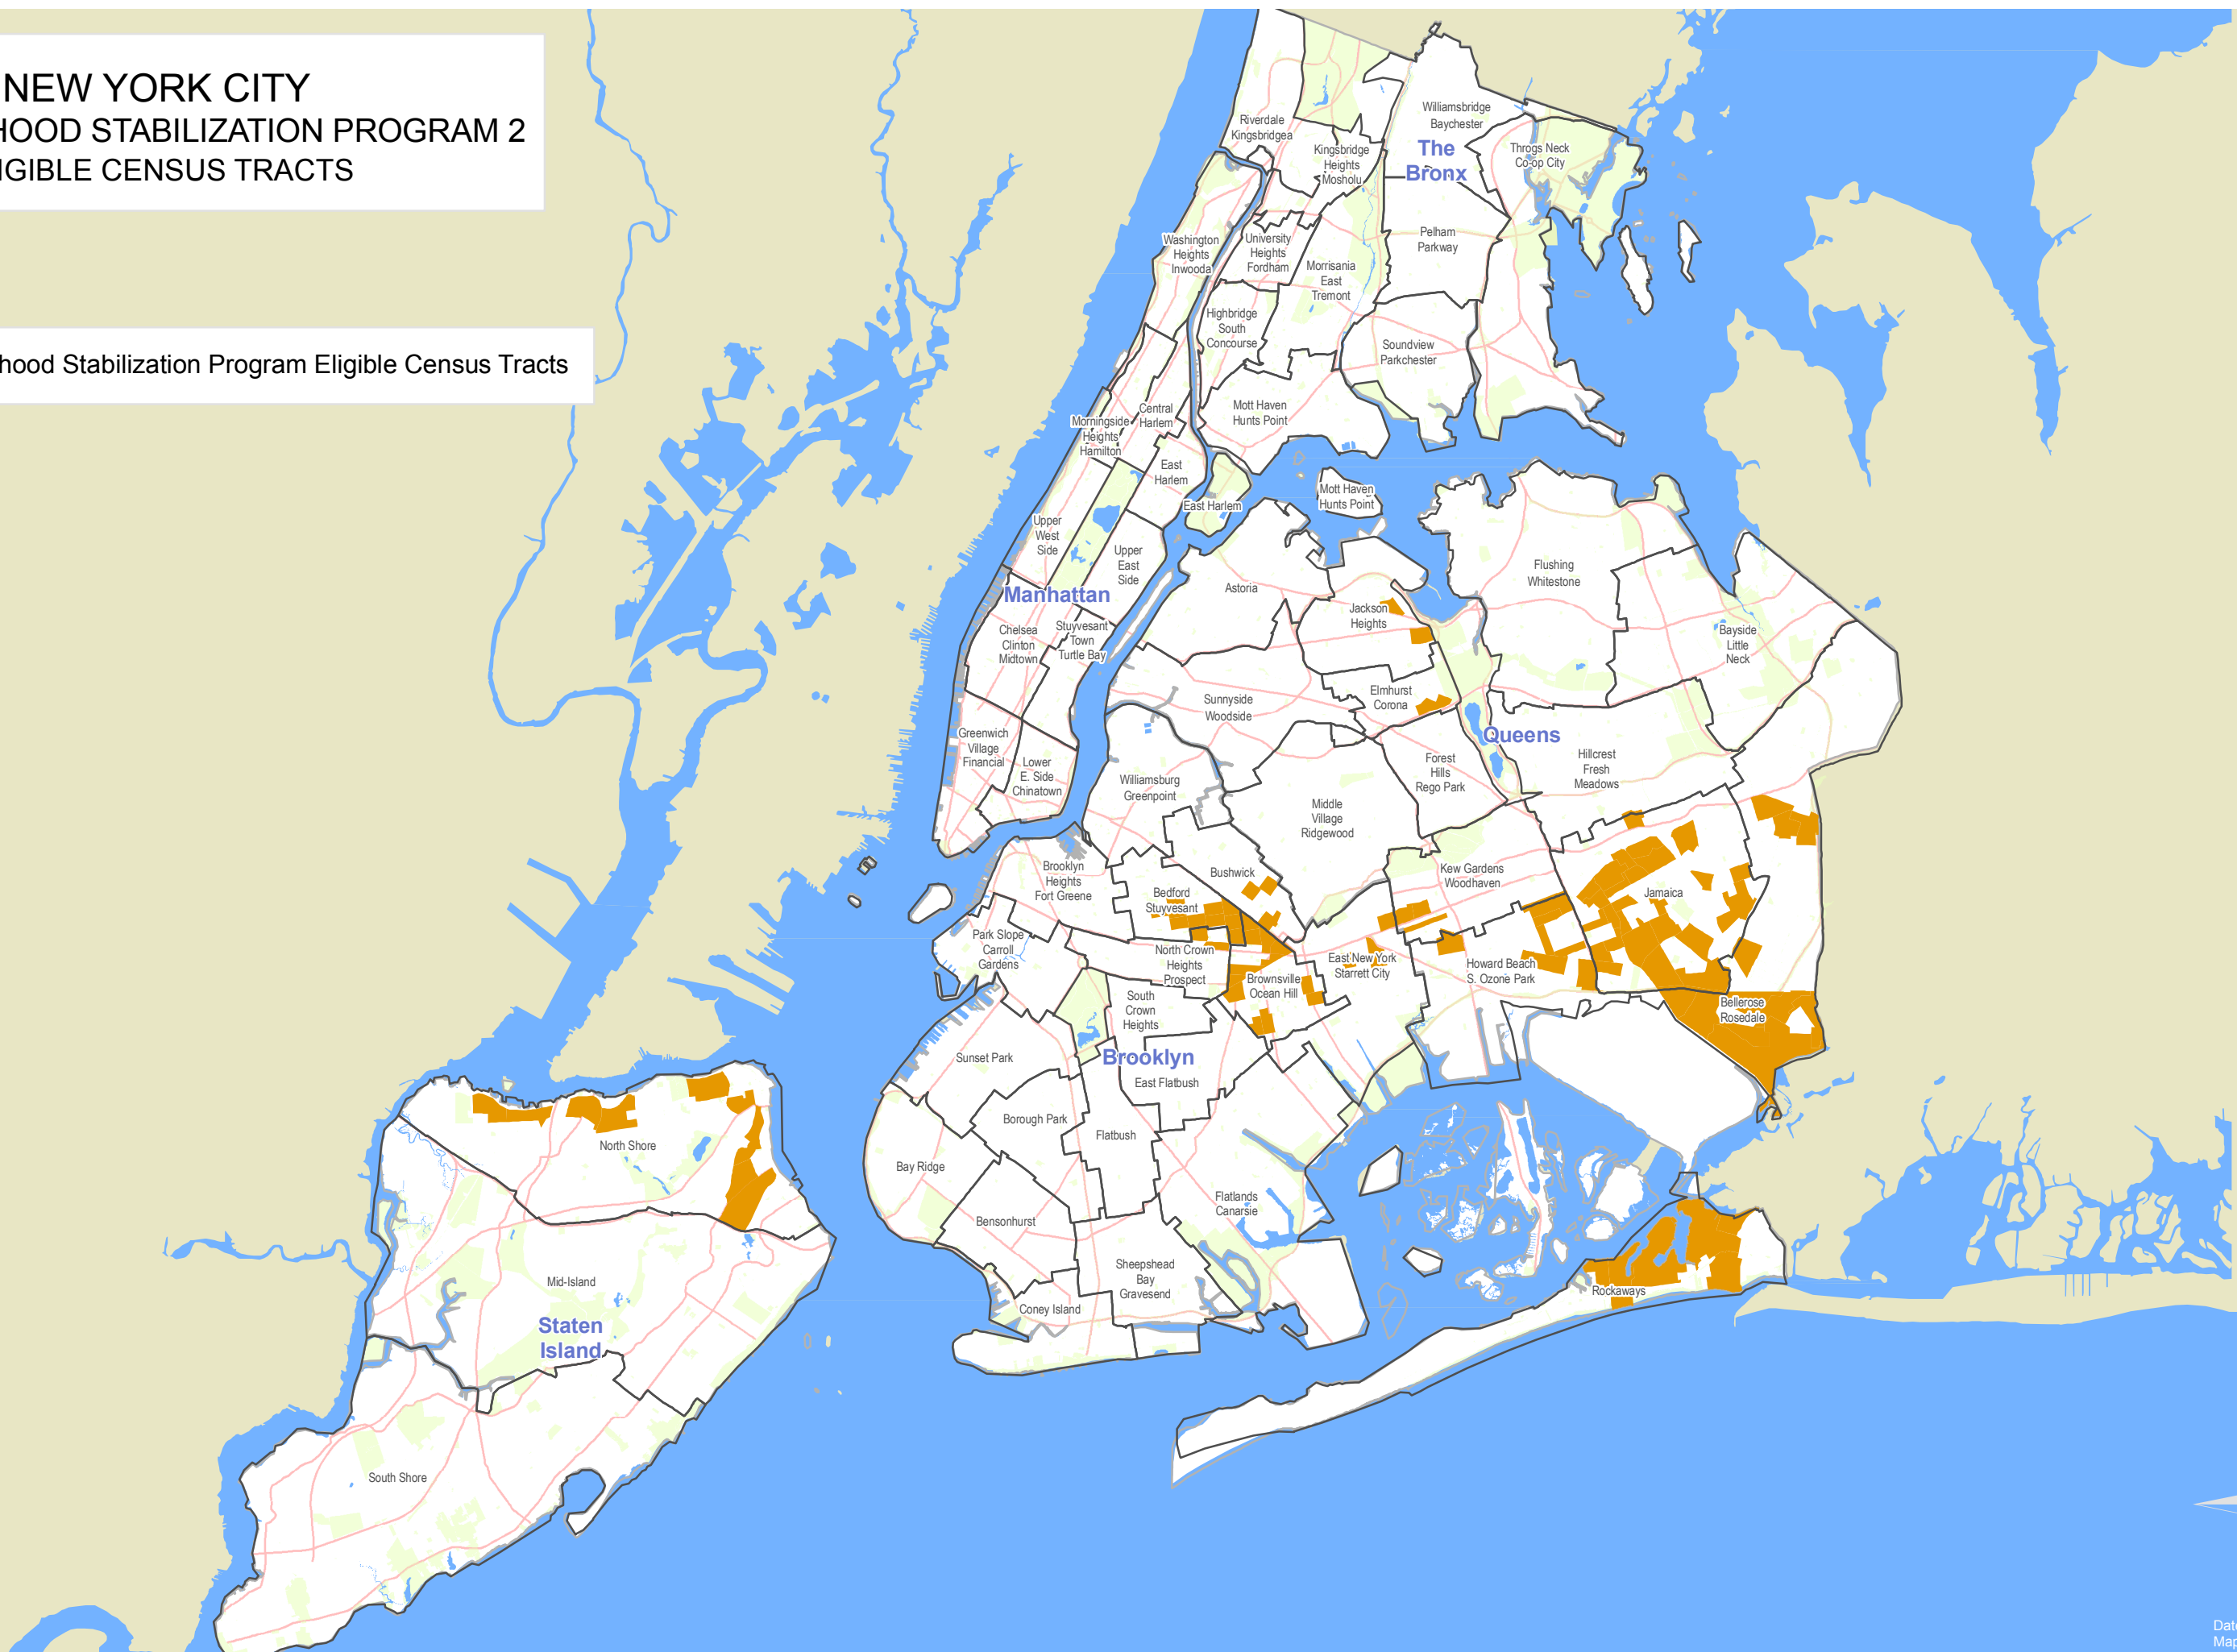 NEW YORK CITY
HOOD STABILIZATION PROGRAM 2
IGIBLE CENSUS TRACTS
hood Stabilization Program Eligible Census Tracts
Riverdale
Kingsbridgea
Williamsbridge
Baychester
The
Bronx
Throgs Neck
Co-op City
Kingsbridge
Heights
Mosholu
Washington
Heights
Inwooda
University
Heights
Fordham
Morrisania
East
Tremont
Pelham
Parkway
Highbridge
South
Concourse
Soundview
Parkchester
Mott Haven
Hunts Point
Central
Harlem
Morningside
Heights
Hamilton
East
Harlem
East Harlem
Mott Haven
Hunts Point
Upper
West
Side
Upper
East
Side
Manhattan
Astoria
Flushing
Whitestone
Jackson
Heights
Bayside
Little
Neck
Chelsea
Clinton
Midtown
Stuyvesant
Town
Turtle Bay
Sunnyside
Woodside
Elmhurst
Corona
Queens
Greenwich
Village
Financial
Lower
E. Side
Chinatown
Williamsburg
Greenpoint
Forest
Hills
Rego Park
Hillcrest
Fresh
Meadows
Middle
Village
Ridgewood
Brooklyn
Heights
Fort Greene
Bushwick
Bedford
Stuyvesant
Kew Gardens
Woodhaven
Jamaica
Park Slope
Carroll
Gardens
North Crown
Heights
Prospect
East New York
Starrett City
Howard Beach
S. Ozone Park
Brownsville
Ocean Hill
South
Crown
Heights
Bellerose
Rosedale
Sunset Park
Brooklyn
East Flatbush
Borough Park
Flatbush
North Shore
Bay Ridge
Flatlands
Canarsie
Bensonhurst
Sheepshead
Bay
Gravesend
Coney Island
Rockaways
Mid-Island
Staten
Island
South Shore